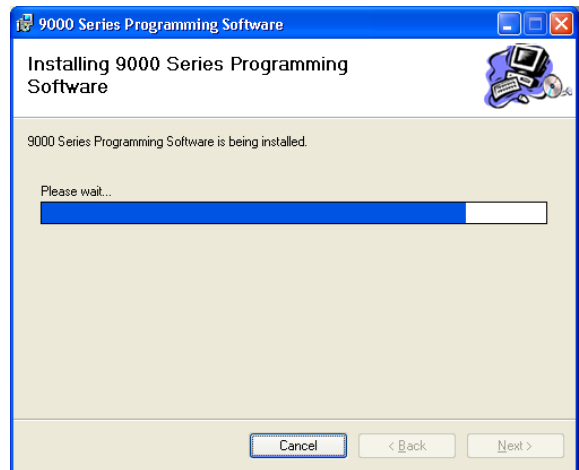 9000 Series Programming Software
Installing 9000 Series Programming
Software
9000 Series Programming Software is being installed.
Please wait...
Cancel
< Back
Next >